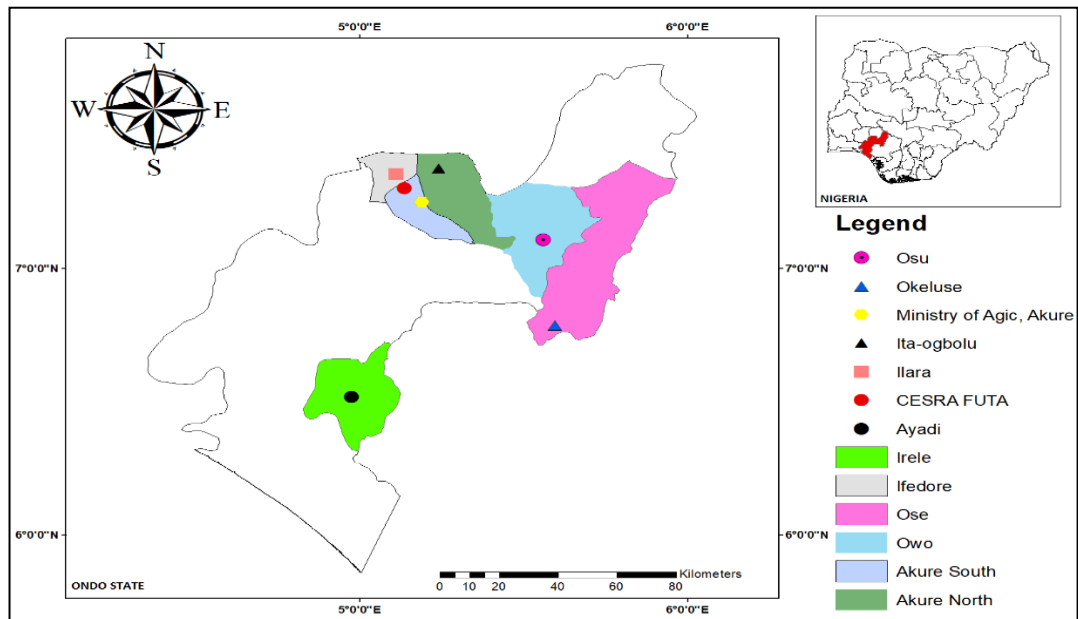 5°0'0"E 6°0'0"E
N
W E
S
NIGERIA
Legend
Osu
Okeluse
Ministry of Agic, Akure
Ita-ogbolu
Ilara
CESRA FUTA
Ayadi
Irele
Ifedore
Ose
Owo
Akure South
Akure North
7°0'0"N 7°0'0"N
6°0'0"N 6°0'0"N
Kilometers
0 10 20 40 60 80
ONDO STATE
5°0'0"E 6°0'0"E